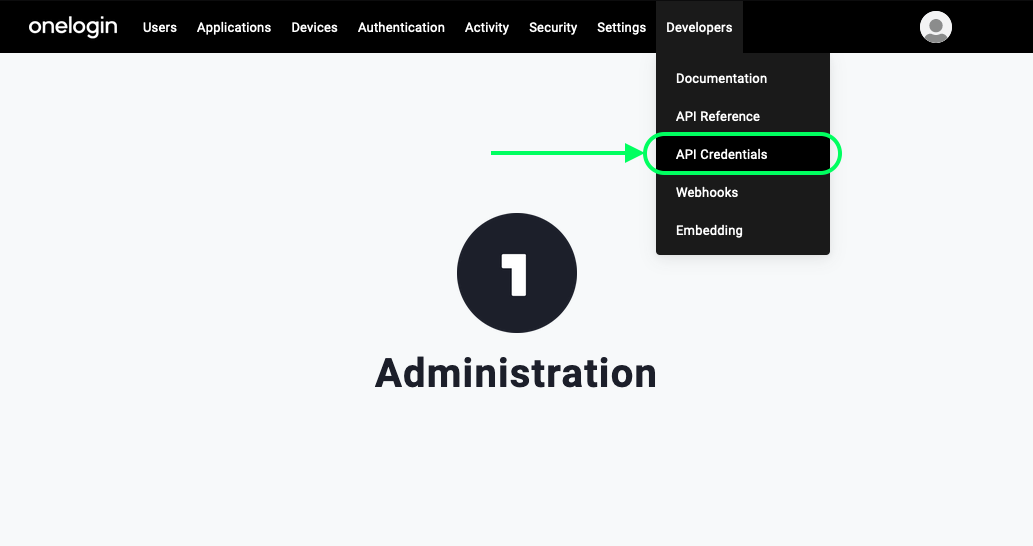 onelogin Users Applications Devices Authentication Activity Security Settings Developers
Documentation
API Reference
API Credentials
Webhooks
Embedding
1
Administration